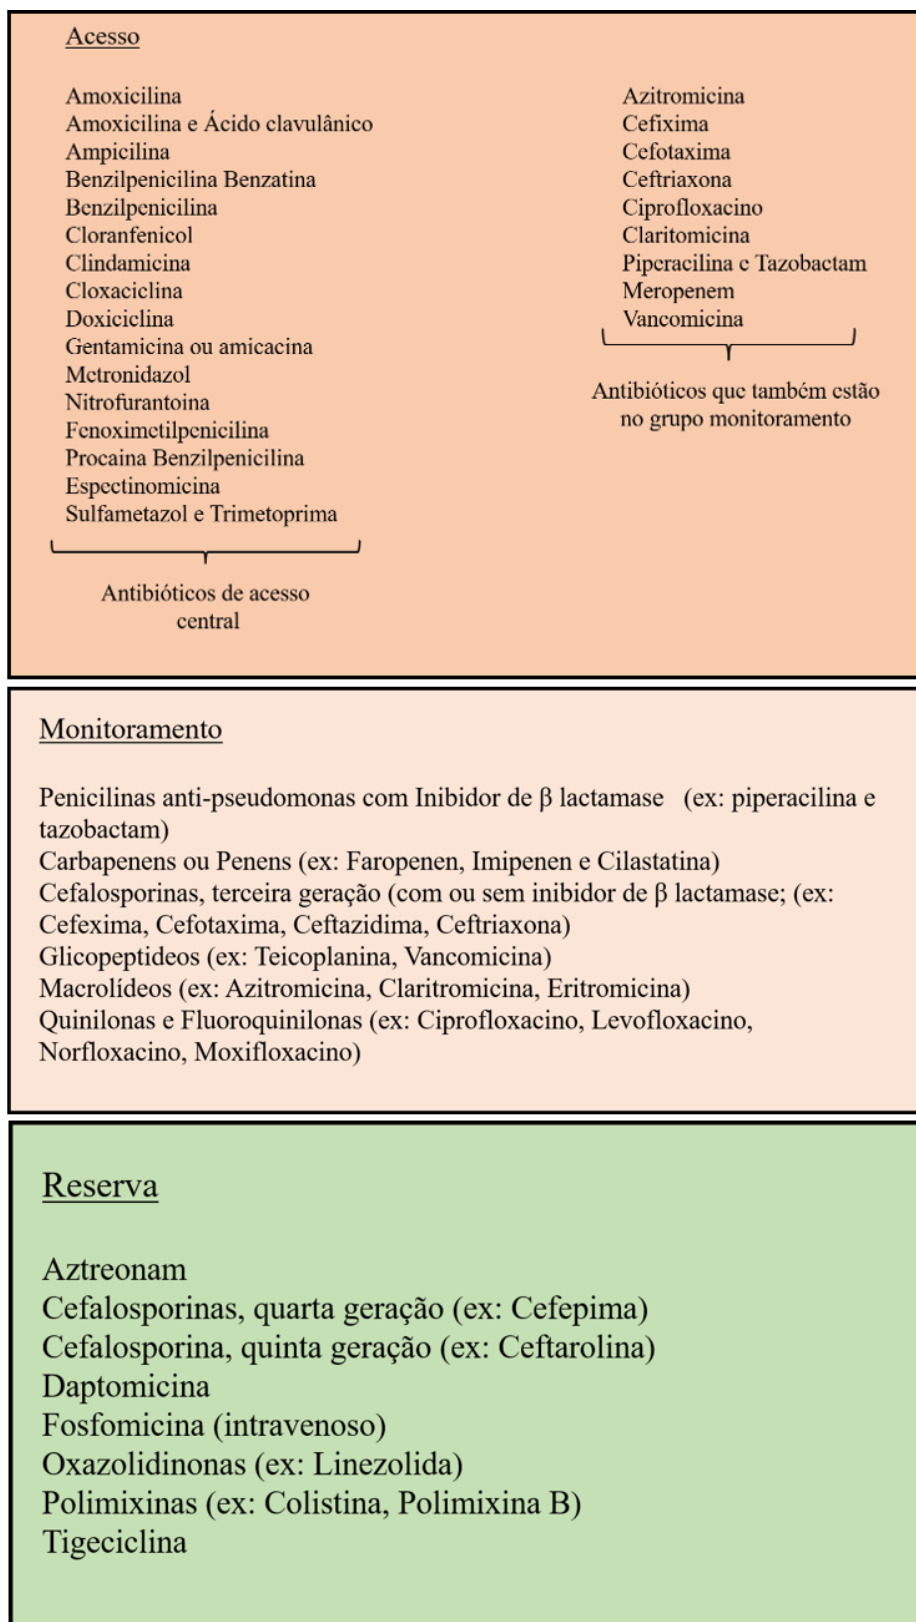 Acesso
Amoxicilina
Amoxicilina e Ácido clavulânico
Ampicilina
Benzilpenicilina Benzatina
Benzilpenicilina
Cloranfenicol
Clindamicina
Cloxaciclina
Doxiciclina
Gentamicina ou amicacina
Metronidazol
Nitrofurantoina
Fenoximetilpenicilina
Procaina Benzilpenicilina
Espectinomicina
Sulfametazol e Trimetoprima
Antibióticos de acesso
central
Azitromicina
Cefixima
Cefotaxima
Ceftriaxona
Ciprofloxacino
Claritomicina
Piperacilina e Tazobactam
Meropenem
Vancomicina
Antibióticos que também estão
no grupo monitoramento
Monitoramento
Penicilinas anti-pseudomonas com Inibidor de β lactamase (ex: piperacilina e
tazobactam)
Carbapenens ou Penens (ex: Faropenen, Imipenen e Cilastatina)
Cefalosporinas, terceira geração (com ou sem inibidor de β lactamase; (ex:
Cefexima, Cefotaxima, Ceftazidima, Ceftriaxona)
Glicopeptideos (ex: Teicoplanina, Vancomicina)
Macrolídeos (ex: Azitromicina, Claritromicina, Eritromicina)
Quinilonas e Fluoroquinilonas (ex: Ciprofloxacino, Levofloxacino,
Norfloxacino, Moxifloxacino)
Reserva
Aztreonam
Cefalosporinas, quarta geração (ex: Cefepima)
Cefalosporina, quinta geração (ex: Ceftarolina)
Daptomicina
Fosfomicina (intravenoso)
Oxazolidinonas (ex: Linezolida)
Polimixinas (ex: Colistina, Polimixina B)
Tigeciclina